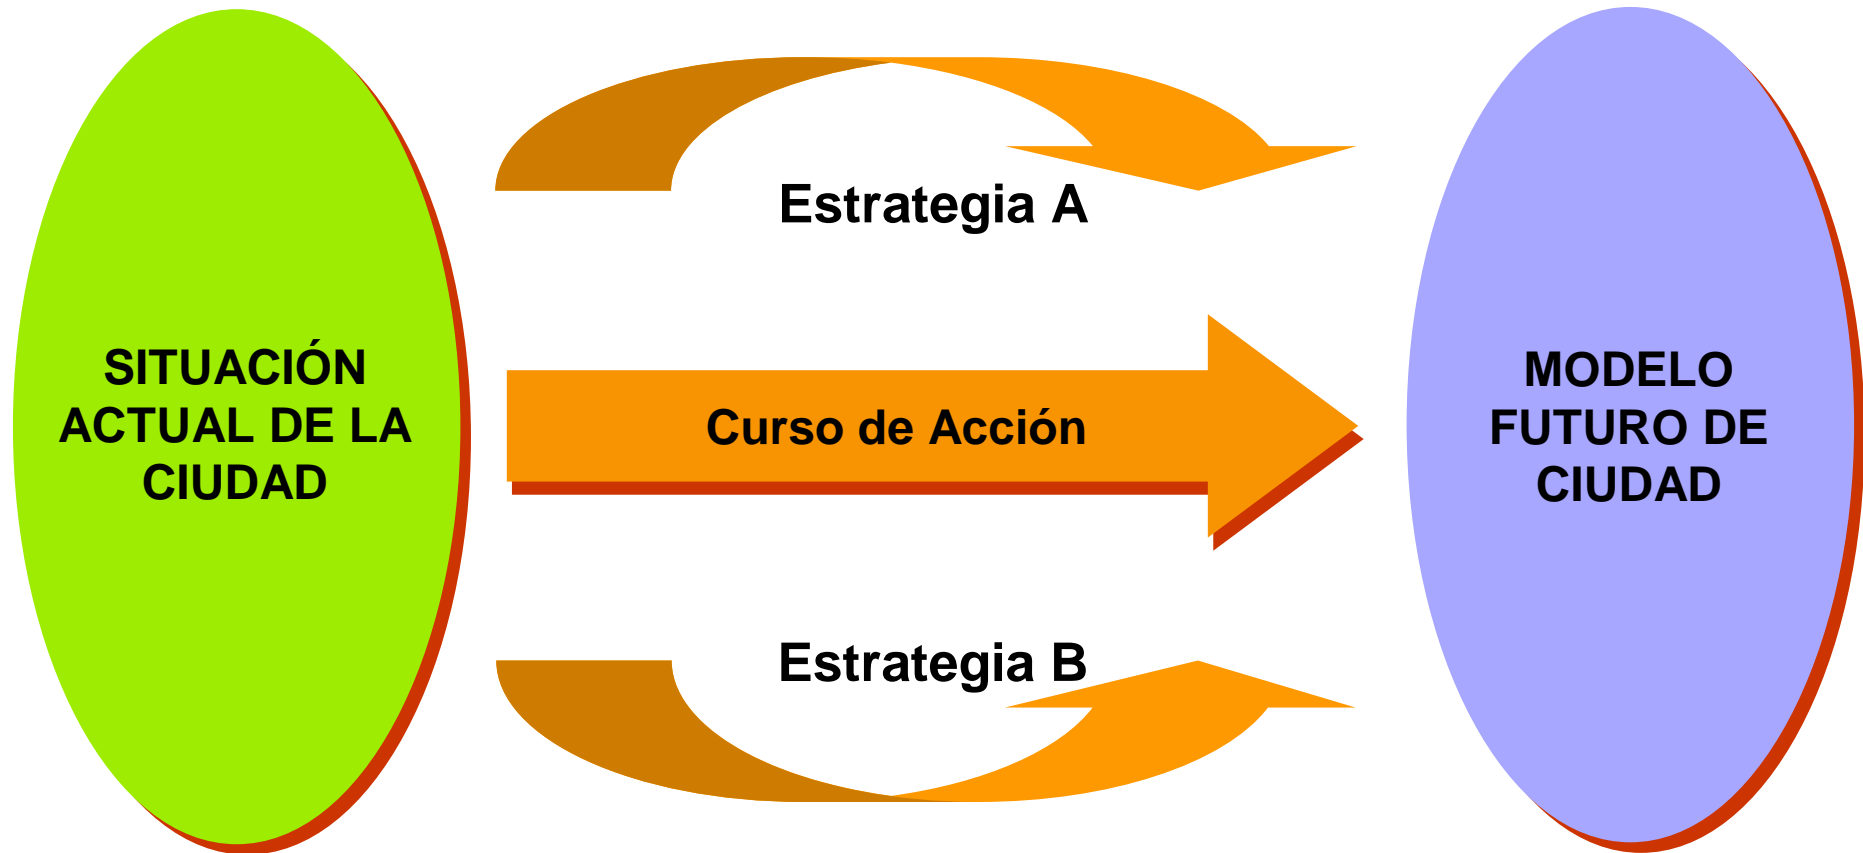 Estrategia A
SITUACIÓN
ACTUAL DE LA
CIUDAD
Curso de Acción
MODELO
FUTURO DE
CIUDAD
Estrategia B